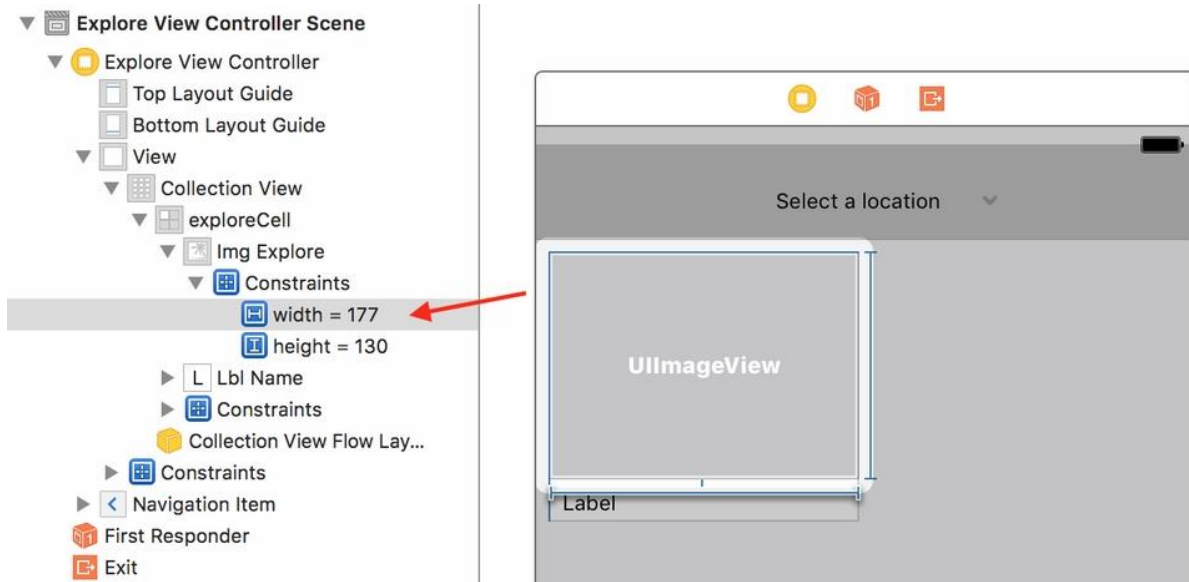 Explore View Controller Scene
Explore View Controller
Top Layout Guide
Bottom Layout Guide
View
Collection View
exploreCell
Img Explore
Constraints
width = 177
height = 130
L Lbl Name
Constraints
Collection View Flow Lay...
Constraints
Navigation Item
First Responder
Exit
Select a location
UIImageView
Label